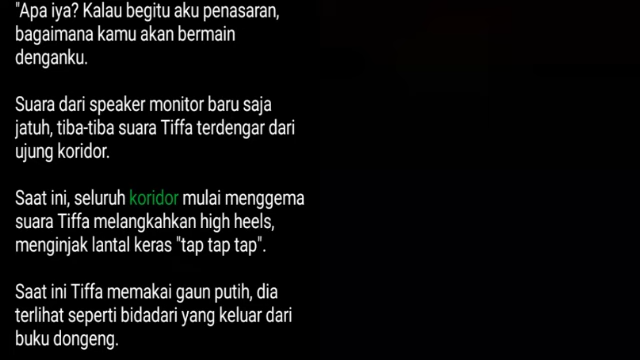 "Apa iya? Kalau begitu aku penasaran,
bagaimana kamu akan bermain
denganku.
Suara dari speaker monitor baru saja
jatuh, tiba-tiba suara Tiffa terdengar dari
ujung koridor.
Saat ini, seluruh koridor mulai menggema
suara Tiffa melangkahkan high heels,
menginjak lantal keras "tap tap tap".
Saat ini Tiffa memakai gaun putih, dia
terlihat seperti bidadari yang keluar dari
buku dongeng.